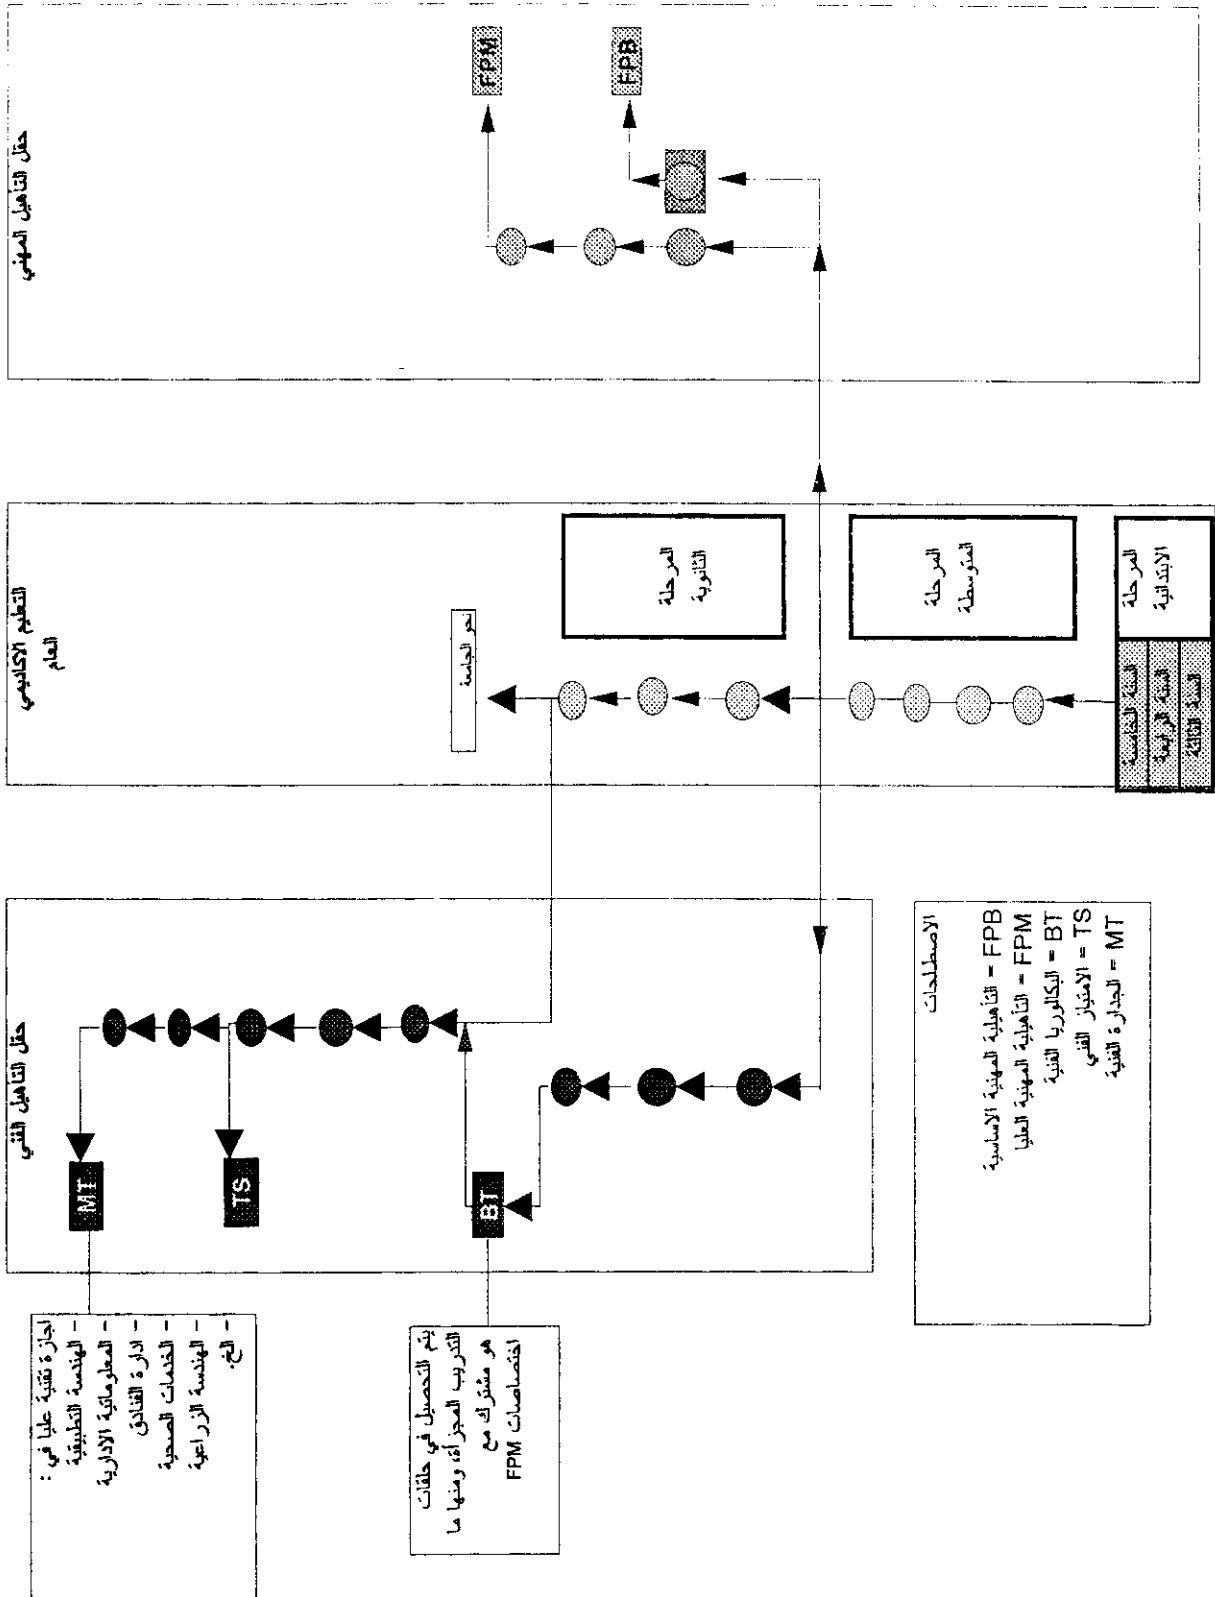 حقل التأهيل المهني
FPM
FPB
التعليم الاكاديمي
العام
نحو الجامعة
المرحلة
الثانوية
المرحلة
المتوسطة
المرحلة
الابتدائية
السنة الخامسة
السنة الرابعة
السنة الثالثة
حقل التأهيل الفني
MT
TS
BT
اجازة تقنية عليا في :
- الهندسة التطبيقية
- المعلوماتية الادارية
- ادارة الفنادق
- الخدمات الصحية
- الهندسة الزراعية
- الخ.
يتم التحصيل في حلقات
التدريب المجزأة، ومنها ما
هو مشترك مع
اختصاصات FPM
الاصطلاحات
FPB = التأهيلية المهنية الاساسية
FPM = التأهيلية المهنية العليا
BT = البكالوريا الفنية
TS = الامتياز الفني
MT = الجدارة الفنية